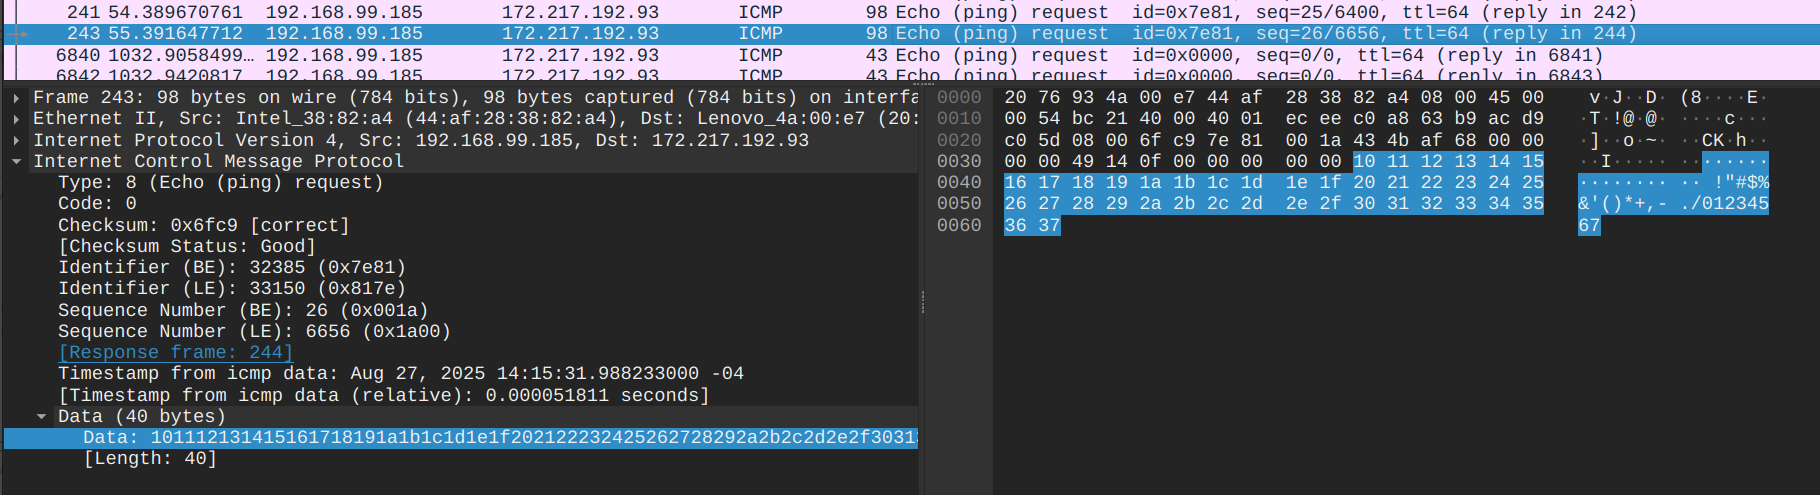 241 54.389670761 192.168.99.185 172.217.192.93 ICMP 98 Echo (ping) request id=0x7e81, seq=25/6400, ttl=64 (reply in 242)
243 55.391647712 192.168.99.185 172.217.192.93 ICMP 98 Echo (ping) request id=0x7e81, seq=26/6656, ttl=64 (reply in 244)
6840 1032.9058499… 192.168.99.185 172.217.192.93 ICMP 43 Echo (ping) request id=0x0000, seq=0/0, ttl=64 (reply in 6841)
6842 1032.9420817 192.168.99.185 172.217.192.93 ICMP 43 Echo (ping) request id=0x0000, seq=0/0, ttl=64 (reply in 6843)
Frame 243: 98 bytes on wire (784 bits), 98 bytes captured (784 bits) on interfa
Ethernet II, Src: Intel_38:82:a4 (44:af:28:38:82:a4), Dst: Lenovo_4a:00:e7 (20:
Internet Protocol Version 4, Src: 192.168.99.185, Dst: 172.217.192.93
Internet Control Message Protocol
Type: 8 (Echo (ping) request)
Code: 0
Checksum: 0x6fc9 [correct]
[Checksum Status: Good]
Identifier (BE): 32385 (0x7e81)
Identifier (LE): 33150 (0x817e)
Sequence Number (BE): 26 (0x001a)
Sequence Number (LE): 6656 (0x1a00)
[Response frame: 244]
Timestamp from icmp data: Aug 27, 2025 14:15:31.988233000 -04
[Timestamp from icmp data (relative): 0.000051811 seconds]
Data (40 bytes)
Data: 101112131415161718191a1b1c1d1e1f202122232425262728292a2b2c2d2e2f3031
[Length: 40]
0000 20 76 93 4a 00 e7 44 af 28 38 82 a4 08 00 45 00 v·J··D· (8····E·
0010 00 54 bc 21 40 00 40 01 ec ee c0 a8 63 b9 ac d9 ·T·!@·@· ····c···
0020 c0 5d 08 00 6f c9 7e 81 00 1a 43 4b af 68 00 00 ·]··o·~· ··CK·h··
0030 00 00 49 14 0f 00 00 00 00 00 10 11 12 13 14 15 ··I····· ········
0040 16 17 18 19 1a 1b 1c 1d 1e 1f 20 21 22 23 24 25 ········ ·· !"#$%
0050 26 27 28 29 2a 2b 2c 2d 2e 2f 30 31 32 33 34 35 &'()*+,- ./012345
0060 36 37 67